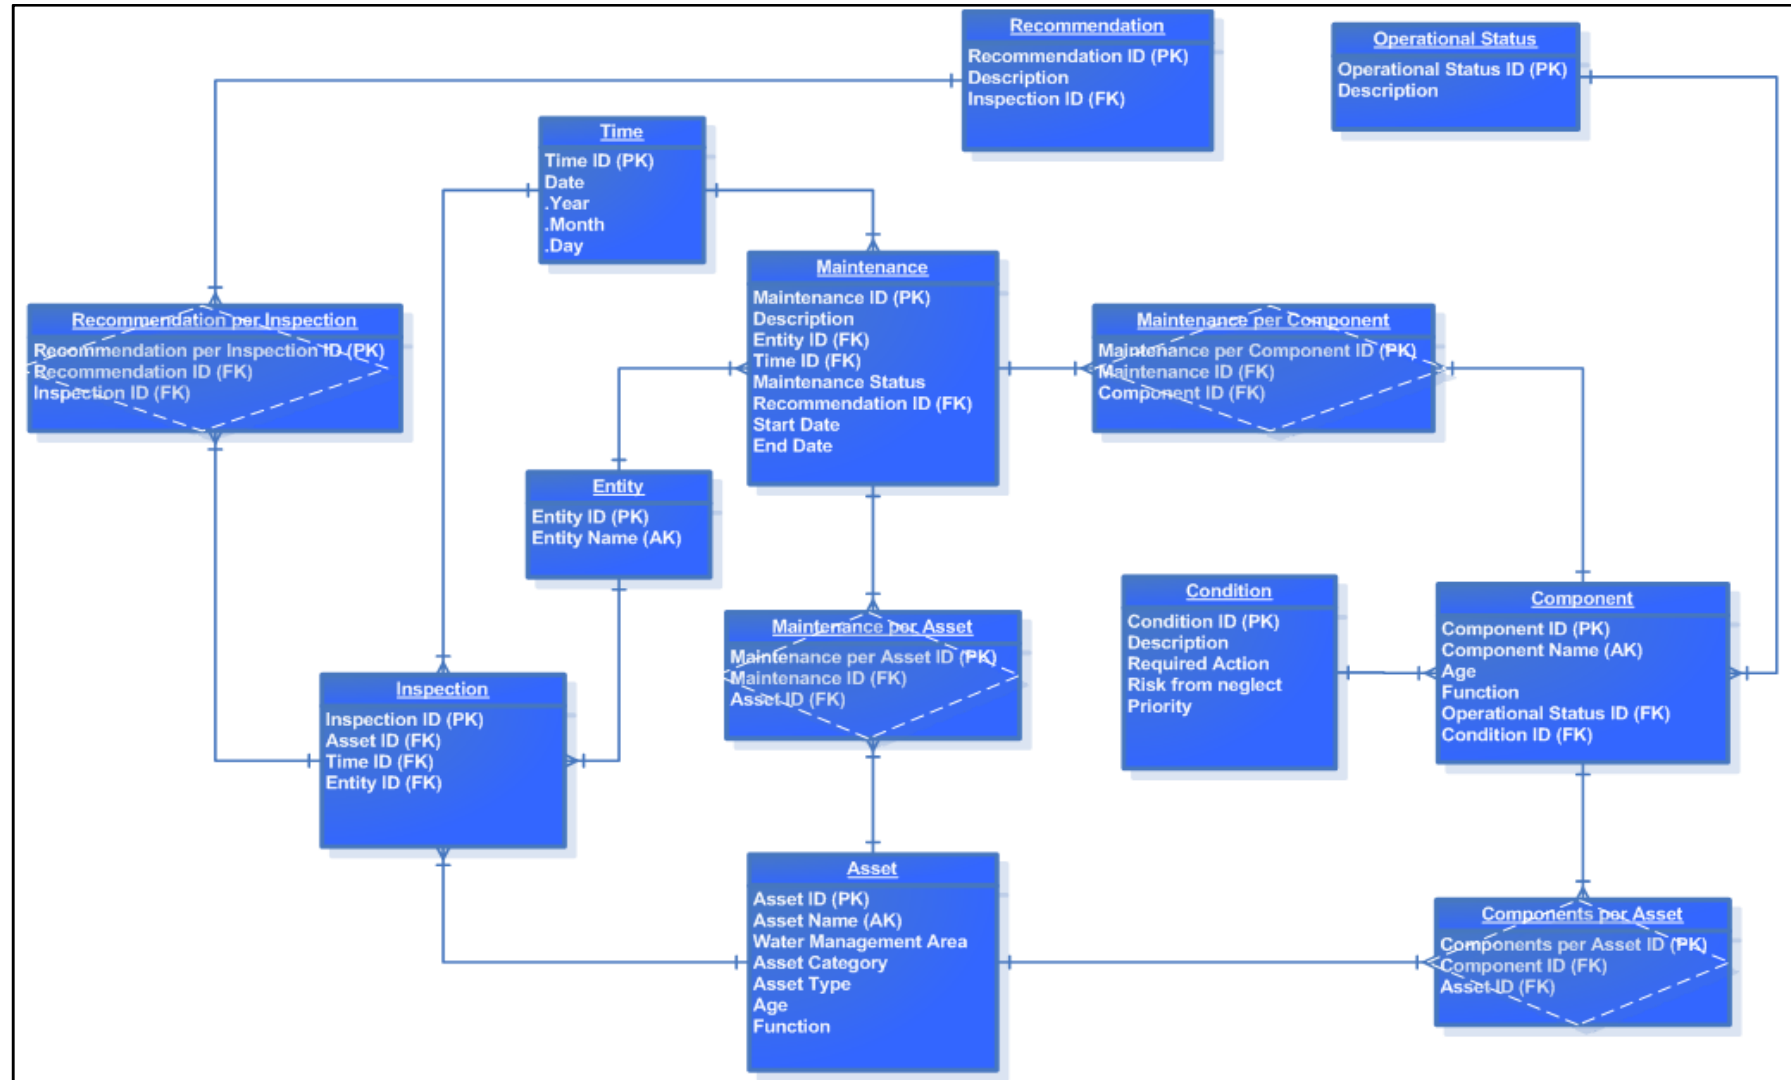 Recommendation
Recommendation ID (PK)
Description
Inspection ID (FK)
Operational Status
Operational Status ID (PK)
Description
Time
Time ID (PK)
Date
.Year
.Month
.Day
Maintenance
Maintenance ID (PK)
Description
Entity ID (FK)
Time ID (FK)
Maintenance Status
Recommendation ID (FK)
Start Date
End Date
Recommendation per Inspection
Recommendation per Inspection ID (PK)
Recommendation ID (FK)
Inspection ID (FK)
Maintenance per Component
Maintenance per Component ID (PK)
Maintenance ID (FK)
Component ID (FK)
Entity
Entity ID (PK)
Entity Name (AK)
Condition
Condition ID (PK)
Description
Required Action
Risk from neglect
Priority
Component
Component ID (PK)
Component Name (AK)
Age
Function
Operational Status ID (FK)
Condition ID (FK)
Maintenance per Asset
Maintenance per Asset ID (PK)
Maintenance ID (FK)
Asset ID (FK)
Inspection
Inspection ID (PK)
Asset ID (FK)
Time ID (FK)
Entity ID (FK)
Asset
Asset ID (PK)
Asset Name (AK)
Water Management Area
Asset Category
Asset Type
Age
Function
Components per Asset
Components per Asset ID (PK)
Component ID (FK)
Asset ID (FK)